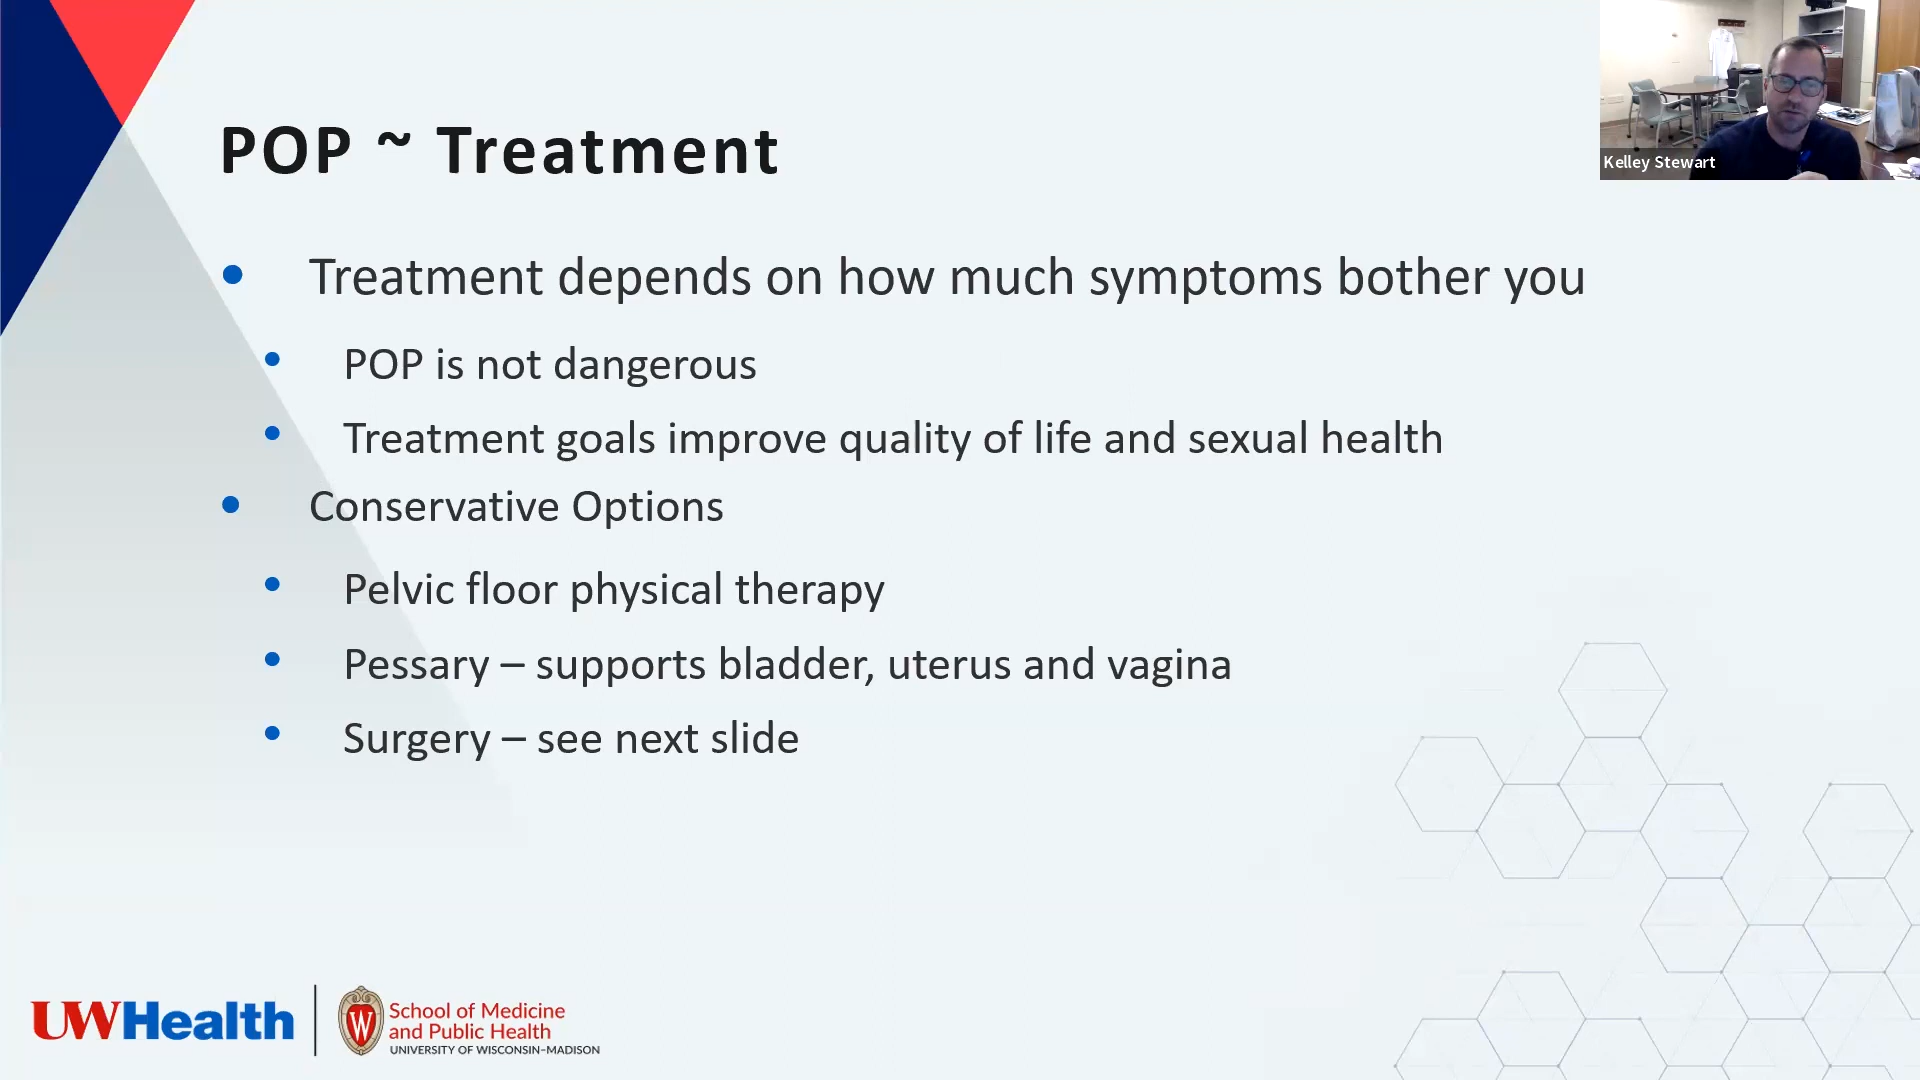 Kelley Stewart
POP ~ Treatment
Treatment depends on how much symptoms bother you
POP is not dangerous
Treatment goals improve quality of life and sexual health
Conservative Options
Pelvic floor physical therapy
Pessary – supports bladder, uterus and vagina
Surgery – see next slide
UWHealth
W
School of Medicine
and Public Health
UNIVERSITY OF WISCONSIN–MADISON